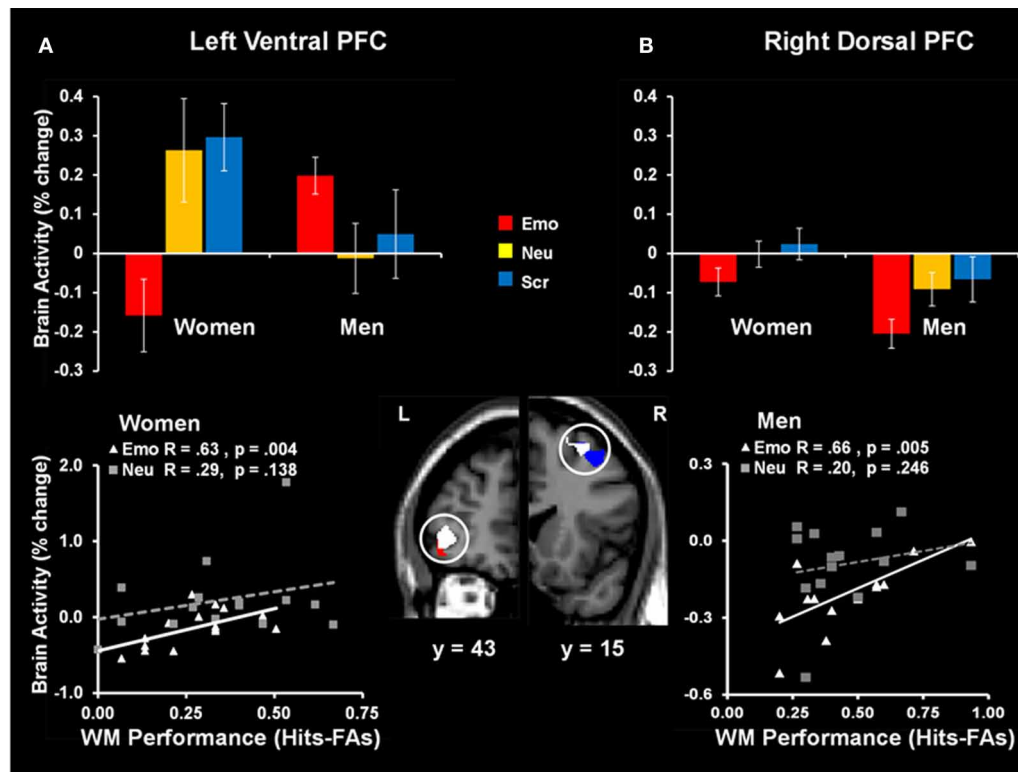 A
Left Ventral PFC
B
Right Dorsal PFC
Brain Activity (% change)
0.4
0.3
0.2
0.1
0
-0.1
-0.2
-0.3
Women
Men
Emo
Neu
Scr
0.4
0.3
0.2
0.1
0
-0.1
-0.2
-0.3
Women
Men
Women
Emo R = .63 , p = .004
Neu R = .29, p = .138
Brain Activity (% change)
2.0
1.0
0.0
-1.0
0.00 0.25 0.50 0.75
WM Performance (Hits-FAs)
L
R
y = 43
y = 15
Men
Emo R = .66, p = .005
Neu R = .20, p = .246
0.3
0.0
-0.3
-0.6
0.00 0.25 0.50 0.75 1.00
WM Performance (Hits-FAs)